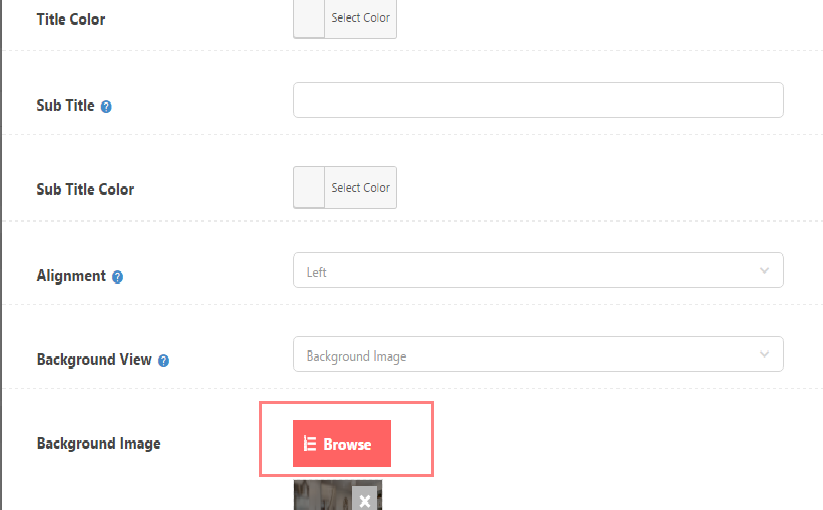 Title Color
Select Color
Sub Title ?
Sub Title Color
Select Color
Alignment ?
Left
Background View ?
Background Image
Background Image
Browse
x